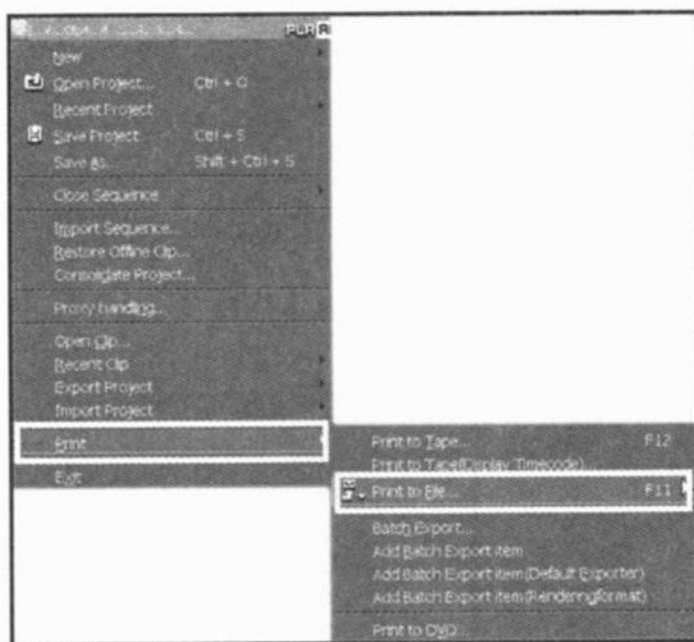 PLR
New
Open Project... Ctrl + O
Recent Project
Save Project Ctrl + S
Save As... Shift + Ctrl + S
Close Sequence
Import Sequence...
Restore Offline Clip...
Consolidate Project...
Proxy handling...
Open Clip...
Recent Clip
Export Project
Import Project
Print
Exit
Print to Tape... F12
Print to Tape(Display Timecode)...
Print to File... F11
Batch Export...
Add Batch Export item
Add Batch Export item(Default Exporter)
Add Batch Export item(Renderingformat)
Print to DVD...